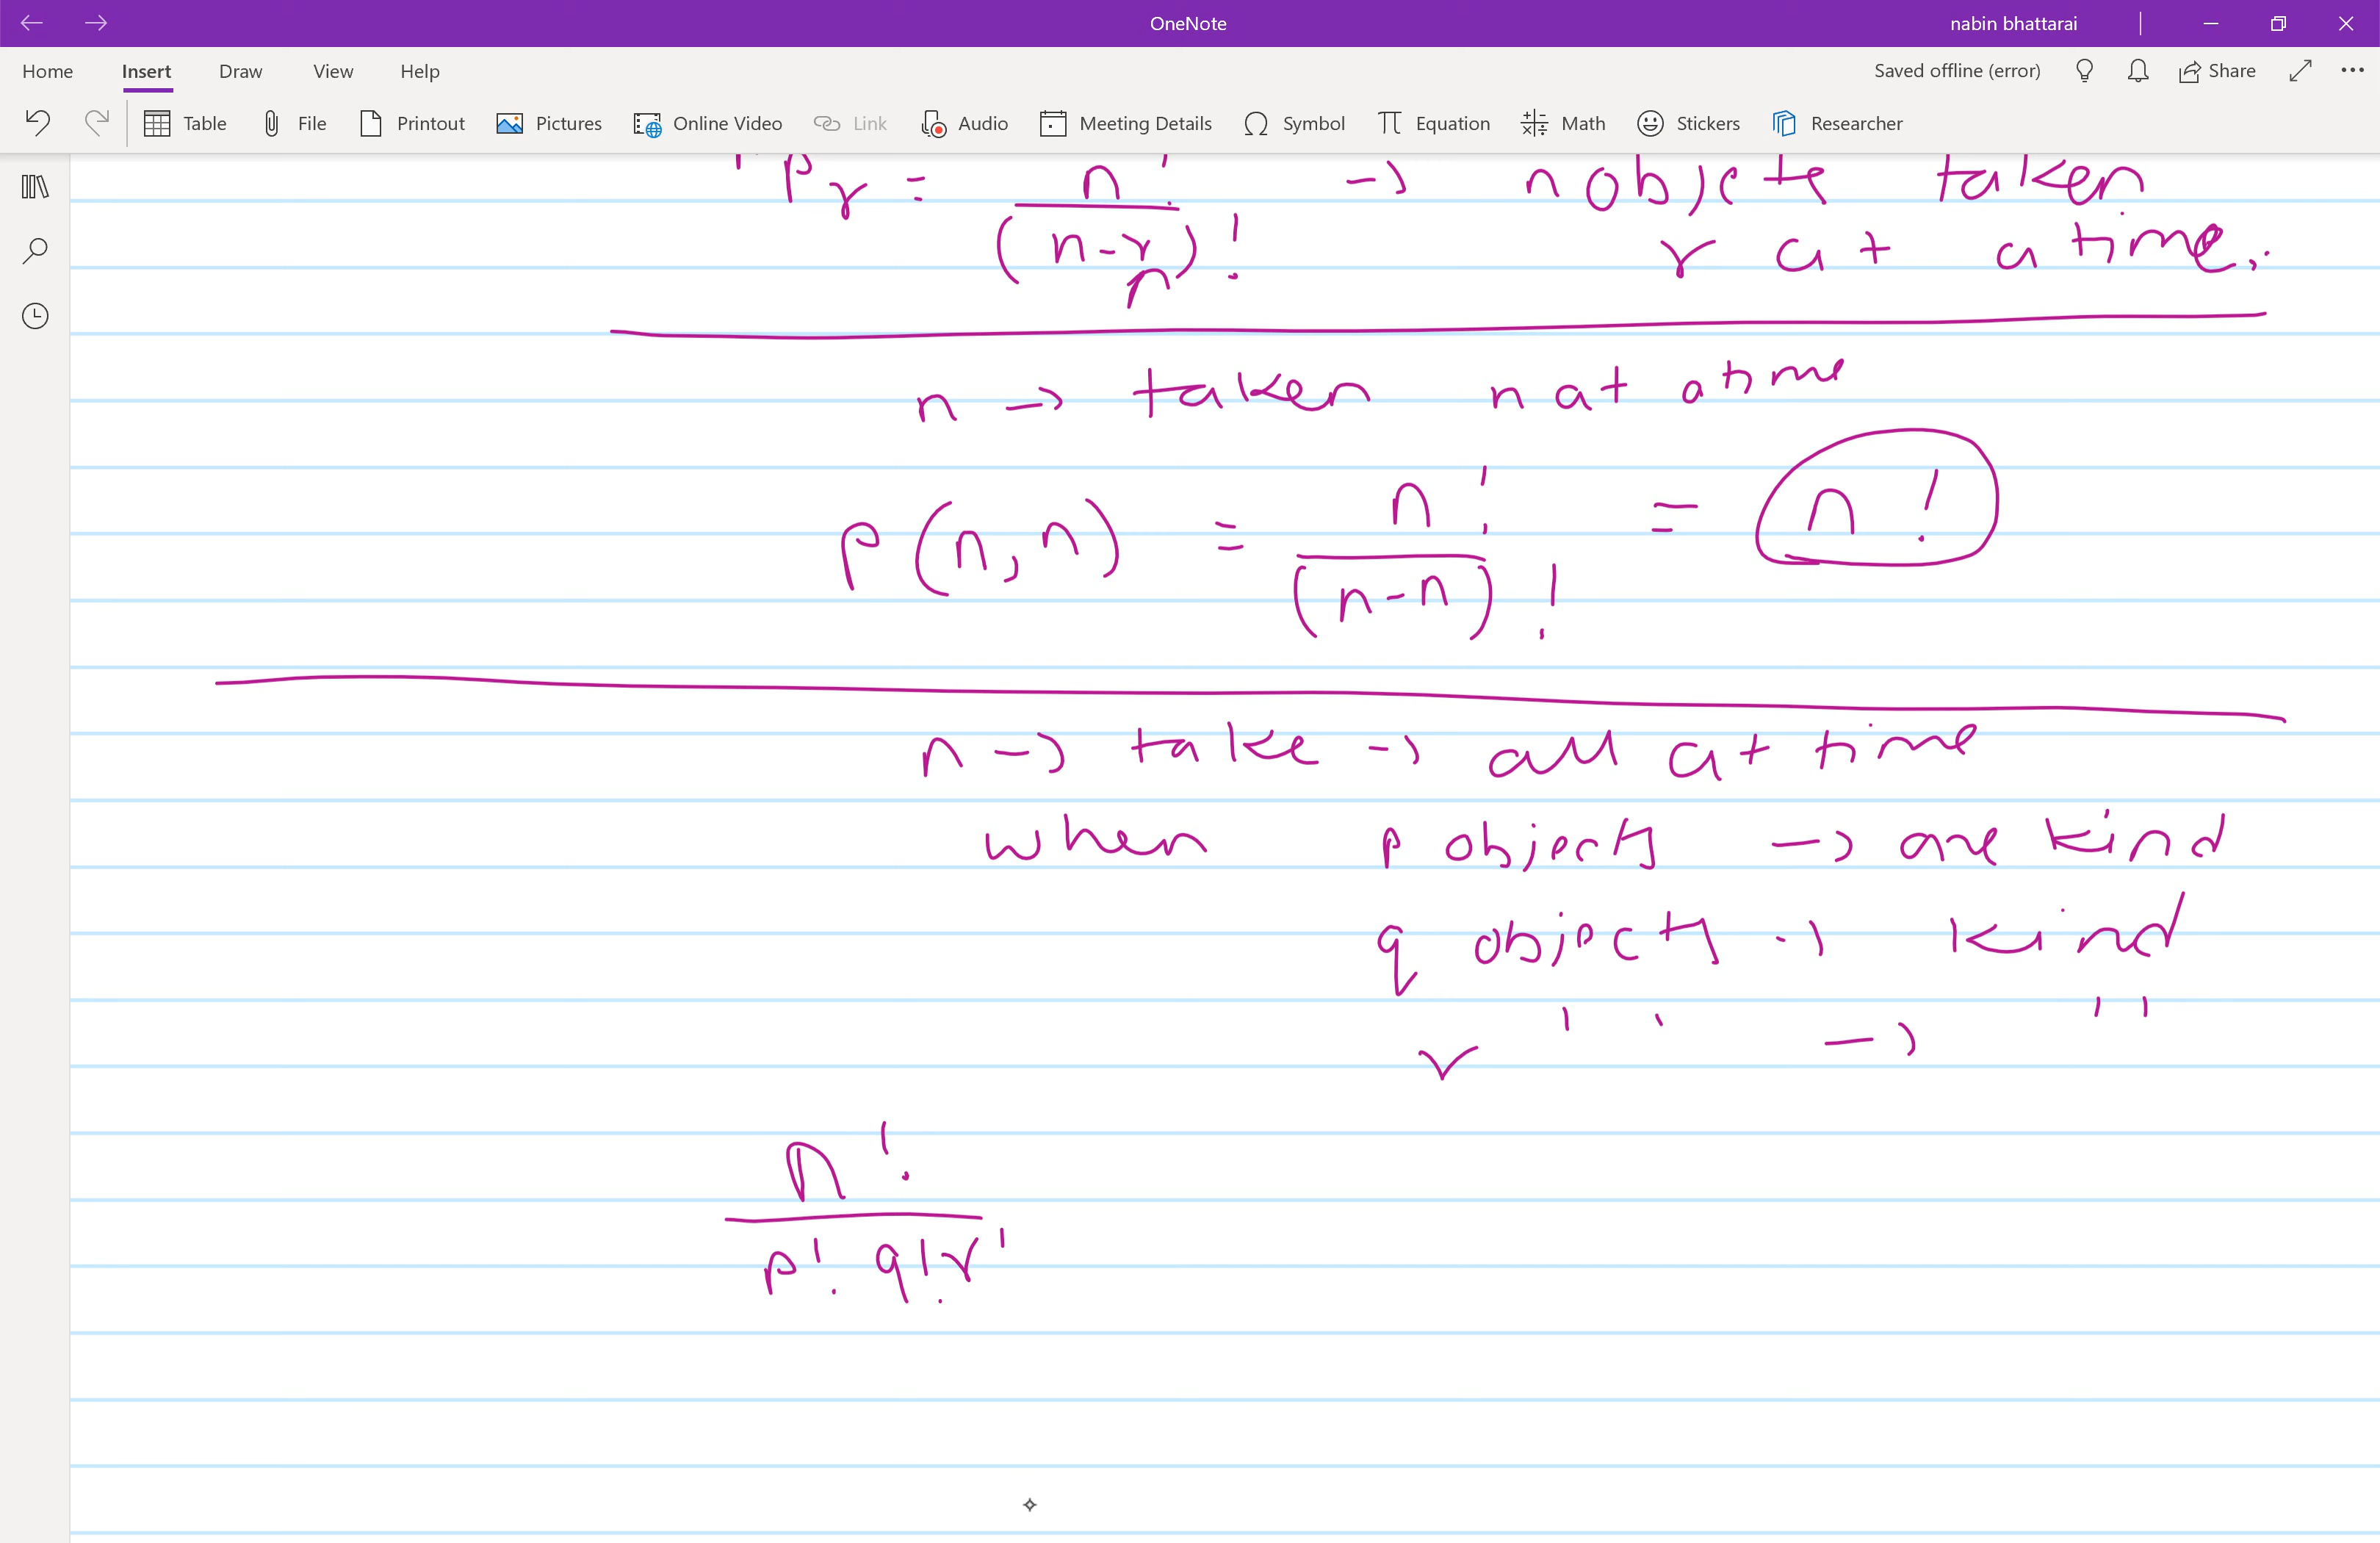 OneNote
nabin bhattarai
Home Insert Draw View Help
Saved offline (error) Share
Table File Printout Pictures Online Video Link Audio Meeting Details Symbol Equation Math Stickers Researcher
P r = n! / (n-r)! → n objects taken
r at a time.
n → taken n at a time
P(n,n) = n! / (n-n)! = n!
n → take → all at time
when p objects → are kind
q objects → kind
r '' → ''
n!
p! q! r!